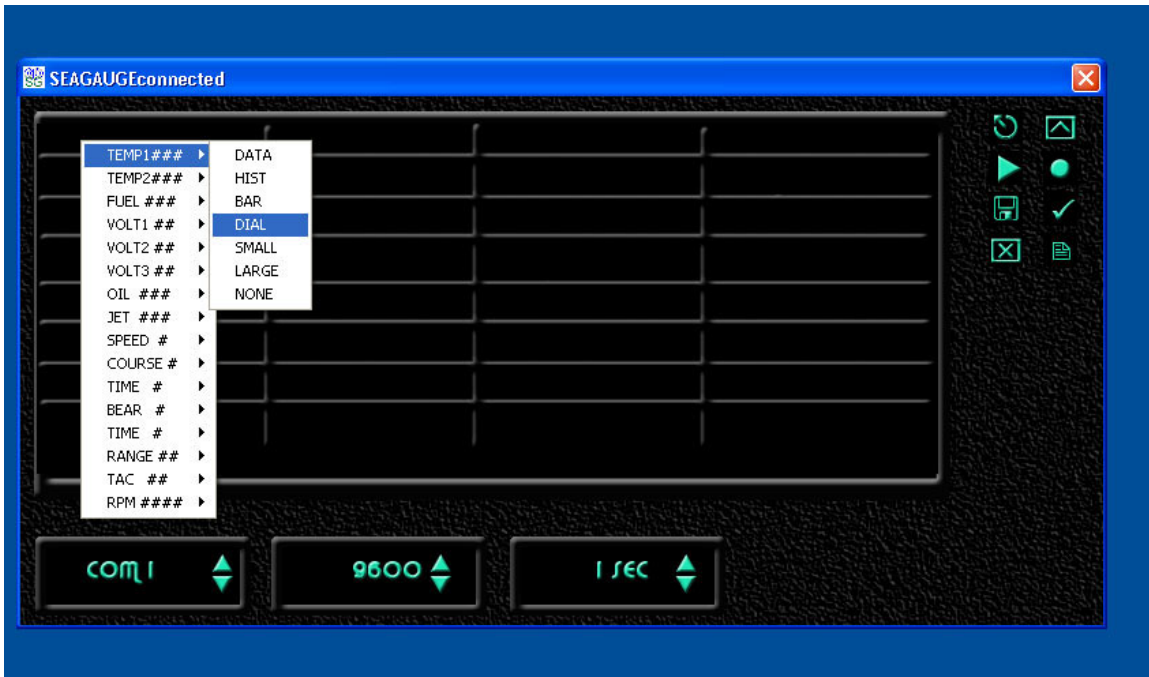 SEAGAUGEconnected
TEMP1###
TEMP2###
FUEL ###
VOLT1 ##
VOLT2 ##
VOLT3 ##
OIL ###
JET ###
SPEED #
COURSE #
TIME #
BEAR #
TIME #
RANGE ##
TAC ##
RPM ####
DATA
HIST
BAR
DIAL
SMALL
LARGE
NONE
COM 1
9600
1 SEC